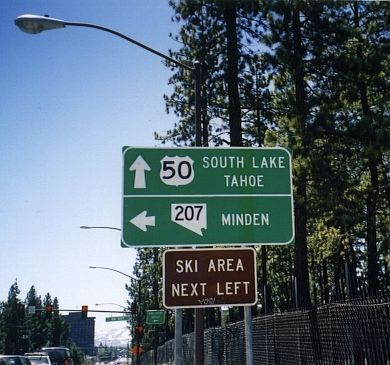 50 SOUTH LAKE
TAHOE
207 MINDEN
SKI AREA
NEXT LEFT